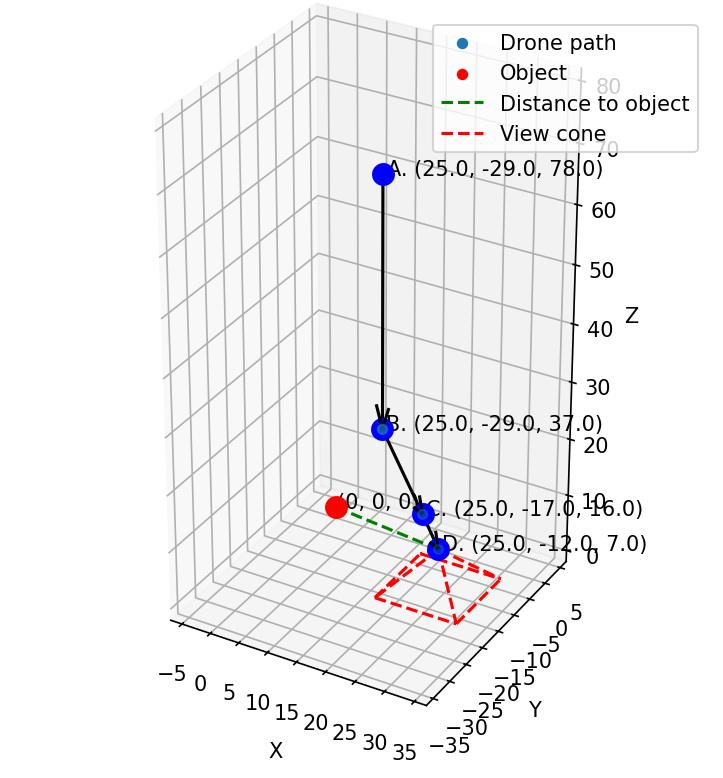 Drone path
Object
Distance to object
View cone
A. (25.0, -29.0, 78.0)
B. (25.0, -29.0, 37.0)
(0, 0, 0)
C. (25.0, -17.0, 16.0)
D. (25.0, -12.0, 7.0)
80
70
60
50
40
30
20
10
0
Z
5
0
−5
−10
−15
−20
−25
−30
−35
Y
−5
0
5
10
15
20
25
30
35
X